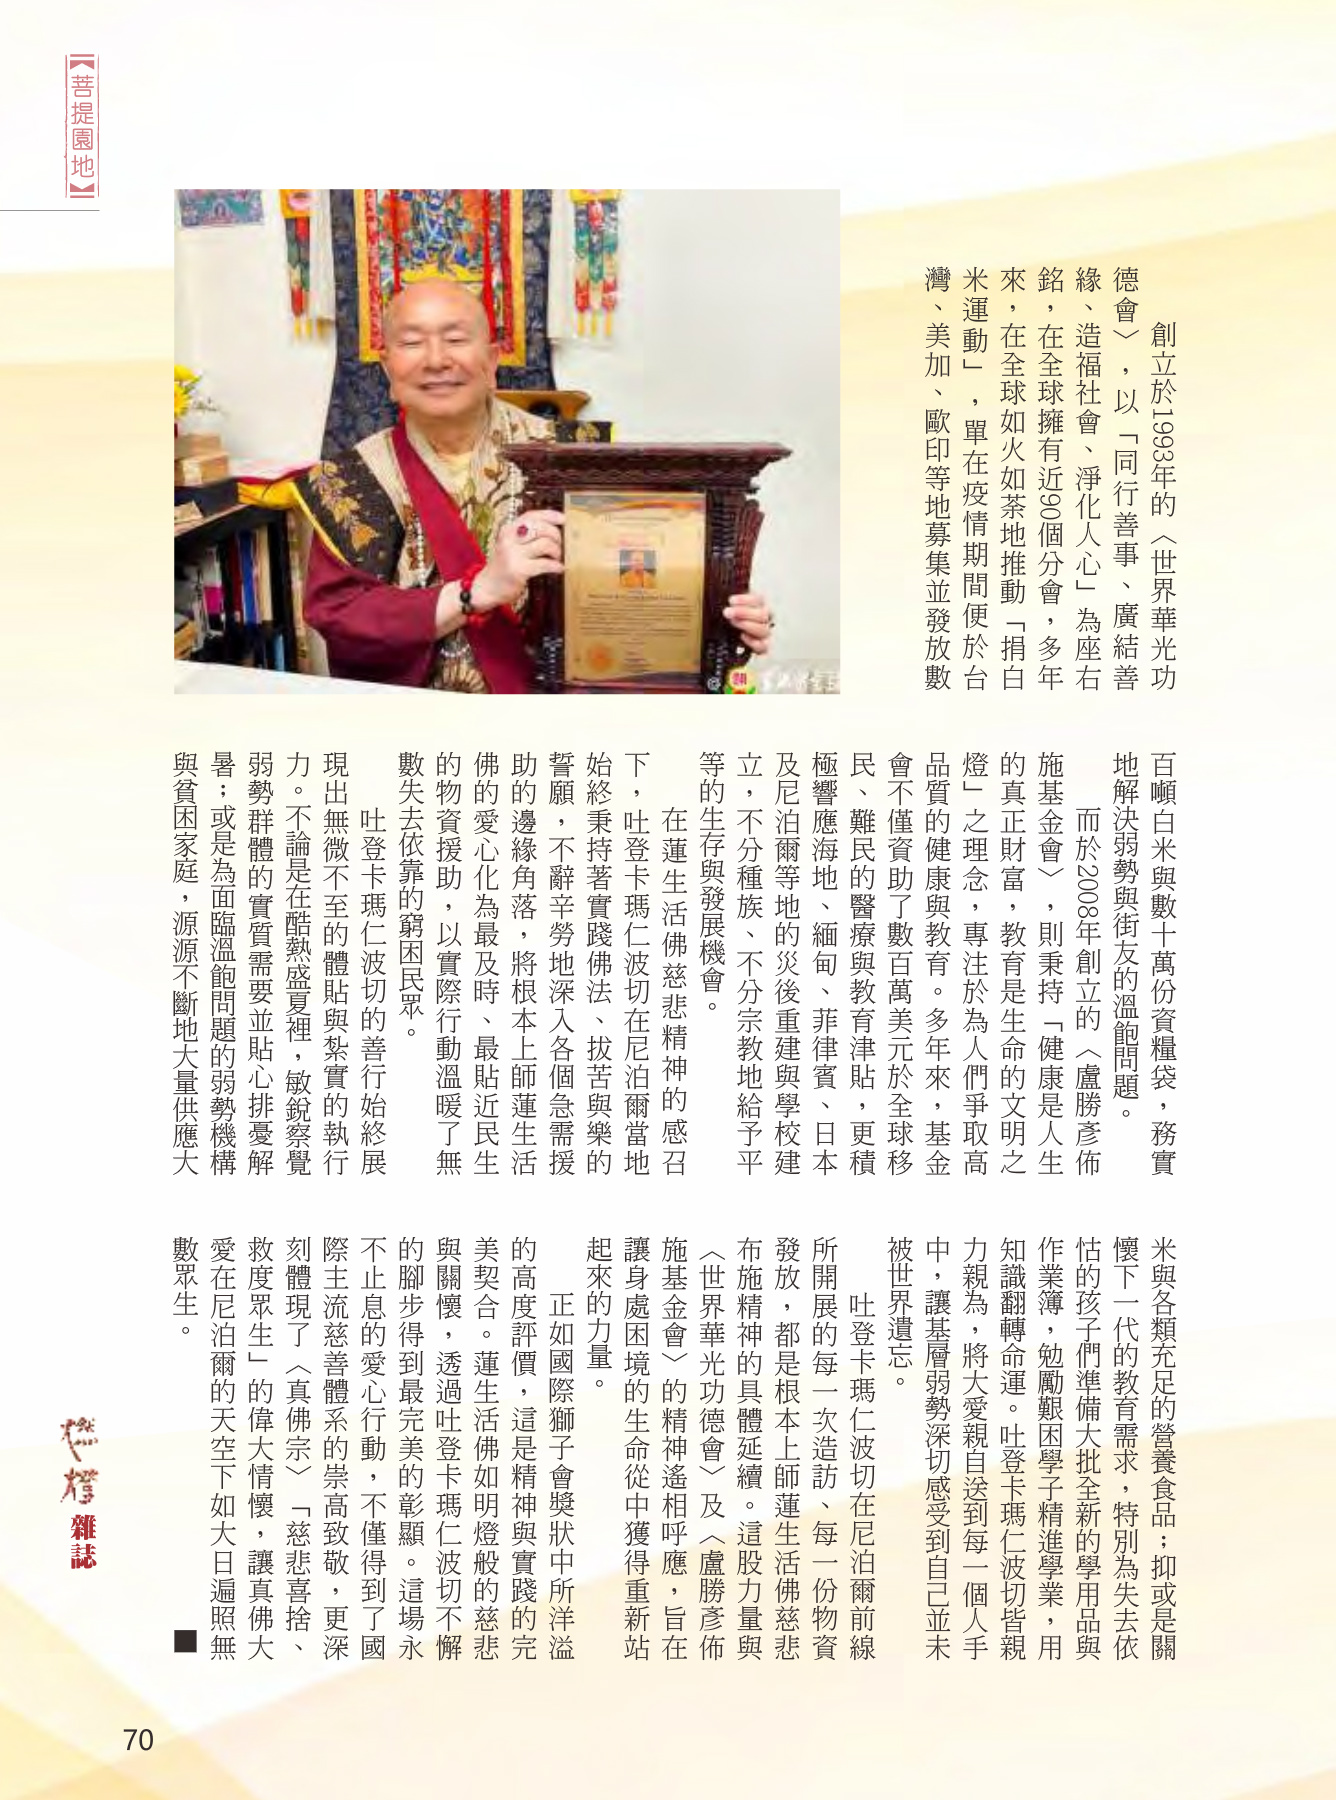 【菩提園地】
創立於1993年的〈世界華光功
德會〉，以「同行善事、廣結善
緣、造福社會、淨化人心」為座右
銘，在全球擁有近90個分會，多年
來，在全球如火如荼地推動「捐白
米運動」，單在疫情期間便於台
灣、美加、歐印等地募集並發放數
百噸白米與數十萬份資糧袋，務實
地解決弱勢與街友的溫飽問題。
而於2008年創立的〈盧勝彥佈
施基金會〉，則秉持「健康是人生
的真正財富，教育是生命的文明之
燈」之理念，專注於為人們爭取高
品質的健康與教育。多年來，基金
會不僅資助了數百萬美元於全球移
民、難民的醫療與教育津貼，更積
極響應海地、緬甸、菲律賓、日本
及尼泊爾等地的災後重建與學校建
立，不分種族、不分宗教地給予平
等的生存與發展機會。
在蓮生活佛慈悲精神的感召
下，吐登卡瑪仁波切在尼泊爾當地
始終秉持著實踐佛法、拔苦與樂的
誓願，不辭辛勞地深入各個急需援
助的邊緣角落，將根本上師蓮生活
佛的愛心化為最及時、最貼近民生
的物資援助，以實際行動溫暖了無
數失去依靠的窮困民眾。
吐登卡瑪仁波切的善行始終展
現出無微不至的體貼與紮實的執行
力。不論是在酷熱盛夏裡，敏銳察覺
弱勢群體的實質需要並貼心排憂解
暑；或是為面臨溫飽問題的弱勢機構
與貧困家庭，源源不斷地大量供應大
米與各類充足的營養食品；抑或是關
懷下一代的教育需求，特別為失去依
怙的孩子們準備大批全新的學用品與
作業簿，勉勵艱困學子精進學業，用
知識翻轉命運。吐登卡瑪仁波切皆親
力親為，將大愛親自送到每一個人手
中，讓基層弱勢深切感受到自己並未
被世界遺忘。
吐登卡瑪仁波切在尼泊爾前線
所開展的每一次造訪、每一份物資
發放，都是根本上師蓮生活佛慈悲
布施精神的具體延續。這股力量與
〈世界華光功德會〉及〈盧勝彥佈
施基金會〉的精神遙相呼應，旨在
讓身處困境的生命從中獲得重新站
起來的力量。
正如國際獅子會獎狀中所洋溢
的高度評價，這是精神與實踐的完
美契合。蓮生活佛如明燈般的慈悲
與關懷，透過吐登卡瑪仁波切不懈
的腳步得到最完美的彰顯。這場永
不止息的愛心行動，不僅得到了國
際主流慈善體系的崇高致敬，更深
刻體現了〈真佛宗〉「慈悲喜捨、
救度眾生」的偉大情懷，讓真佛大
愛在尼泊爾的天空下如大日遍照無
數眾生。■
燃燈雜誌
70